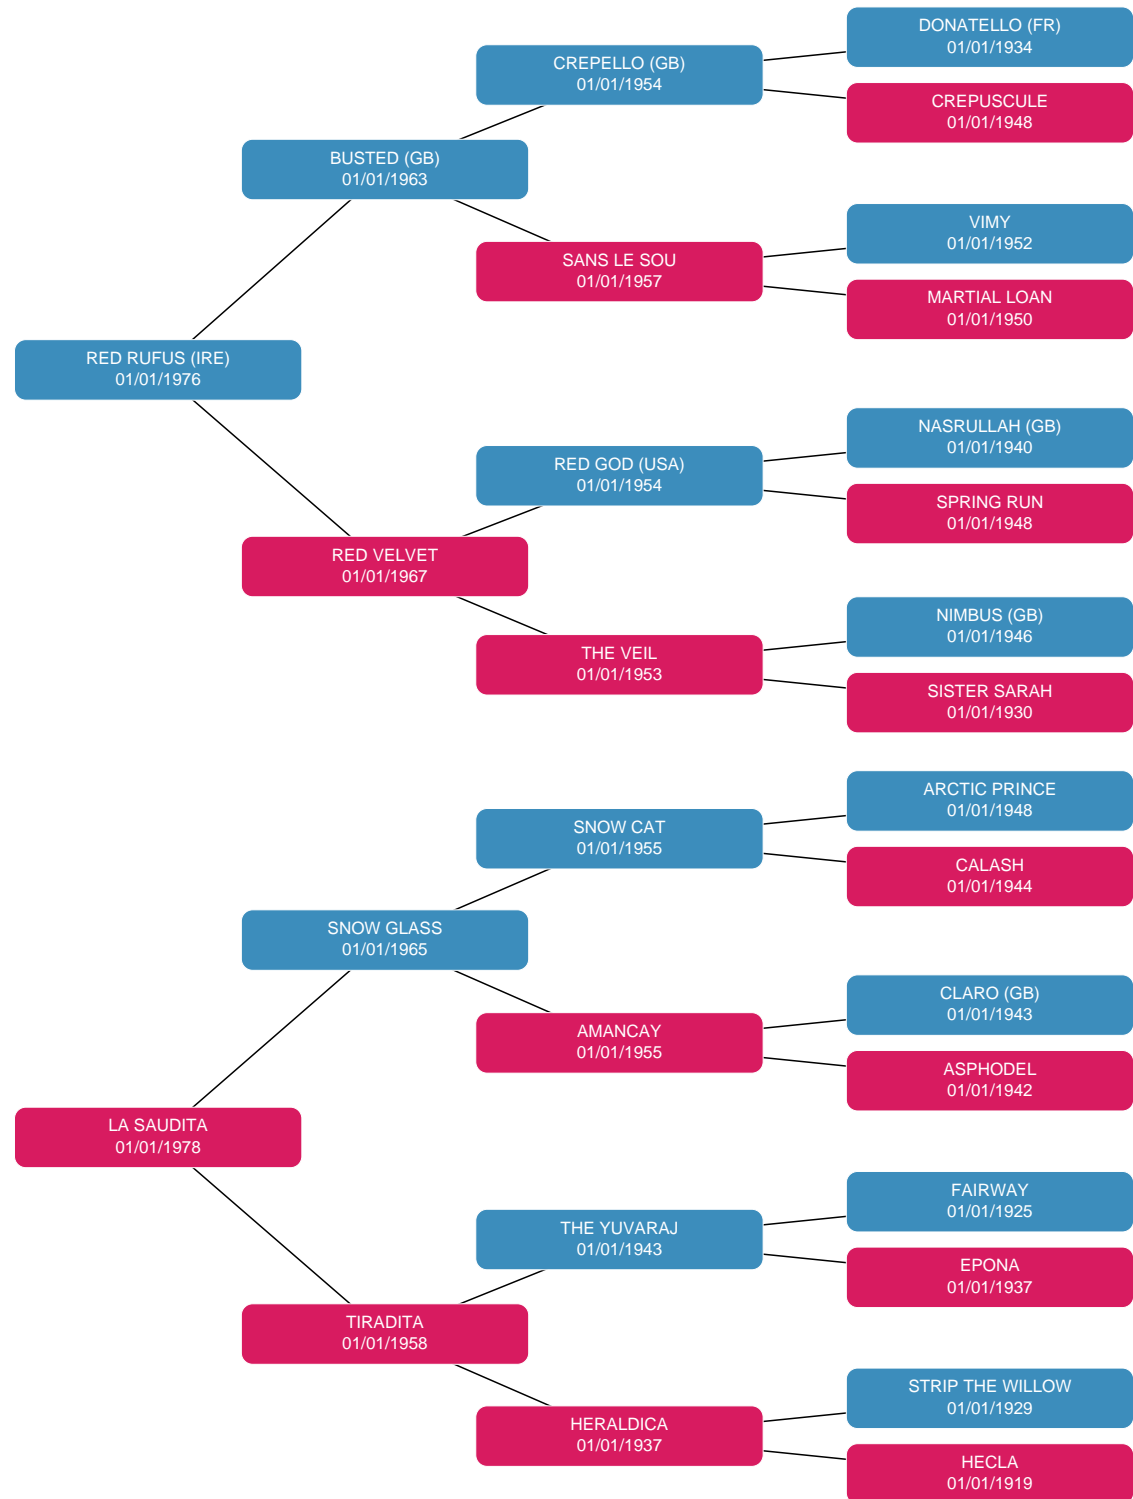 DONATELLO (FR)
01/01/1934
CREPELLO (GB)
01/01/1954
CREPUSCULE
01/01/1948
BUSTED (GB)
01/01/1963
VIMY
01/01/1952
SANS LE SOU
01/01/1957
MARTIAL LOAN
01/01/1950
RED RUFUS (IRE)
01/01/1976
NASRULLAH (GB)
01/01/1940
RED GOD (USA)
01/01/1954
SPRING RUN
01/01/1948
RED VELVET
01/01/1967
NIMBUS (GB)
01/01/1946
THE VEIL
01/01/1953
SISTER SARAH
01/01/1930
ARCTIC PRINCE
01/01/1948
SNOW CAT
01/01/1955
CALASH
01/01/1944
SNOW GLASS
01/01/1965
CLARO (GB)
01/01/1943
AMANCAY
01/01/1955
ASPHODEL
01/01/1942
LA SAUDITA
01/01/1978
FAIRWAY
01/01/1925
THE YUVARAJ
01/01/1943
EPONA
01/01/1937
TIRADITA
01/01/1958
STRIP THE WILLOW
01/01/1929
HERALDICA
01/01/1937
HECLA
01/01/1919